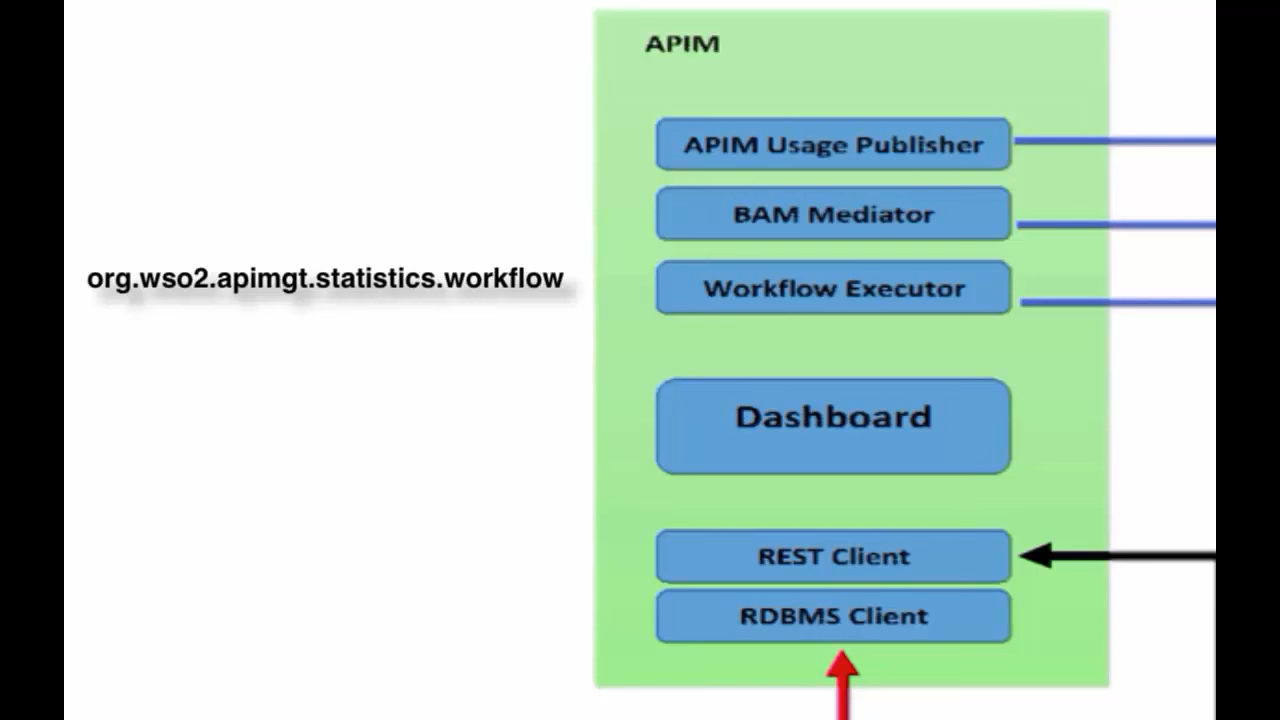 APIM
APIM Usage Publisher
BAM Mediator
org.wso2.apimgt.statistics.workflow
Workflow Executor
Dashboard
REST Client
RDBMS Client